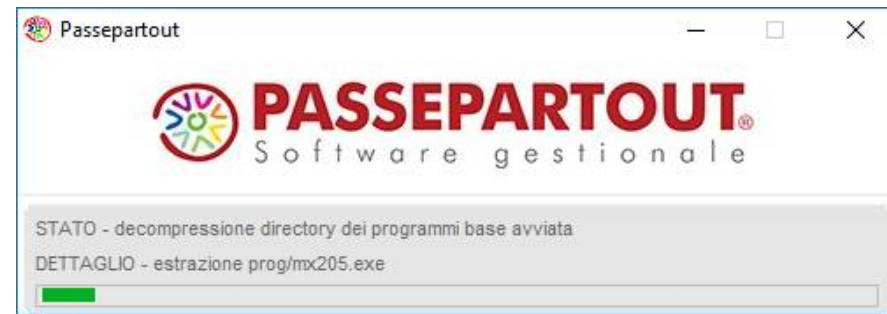 Passepartout
PASSEPARTOUT®
Software gestionale
STATO - decompressione directory dei programmi base avviata
DETTAGLIO - estrazione prog/mx205.exe